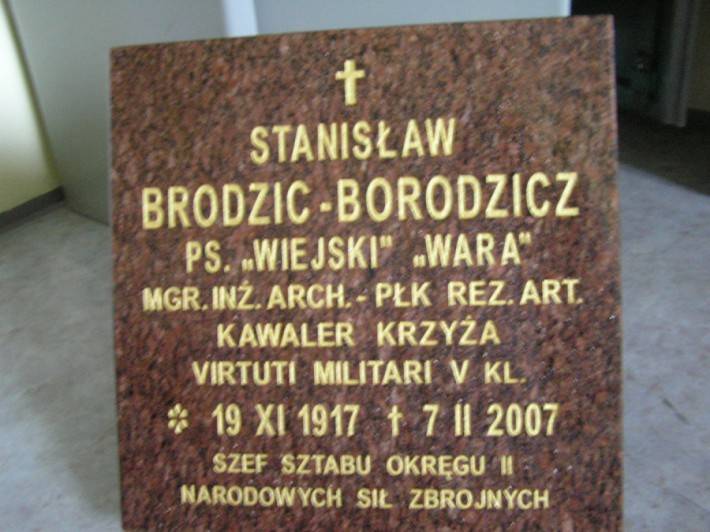 STANISŁAW
BRODZIC - BORODZICZ
PS. „WIEJSKI" „WARA"
MGR. INŻ. ARCH. - PŁK REZ. ART.
KAWALER KRZYŻA
VIRTUTI MILITARI V KL.
* 19 XI 1917 † 7 II 2007
SZEF SZTABU OKRĘGU II
NARODOWYCH SIŁ ZBROJNYCH